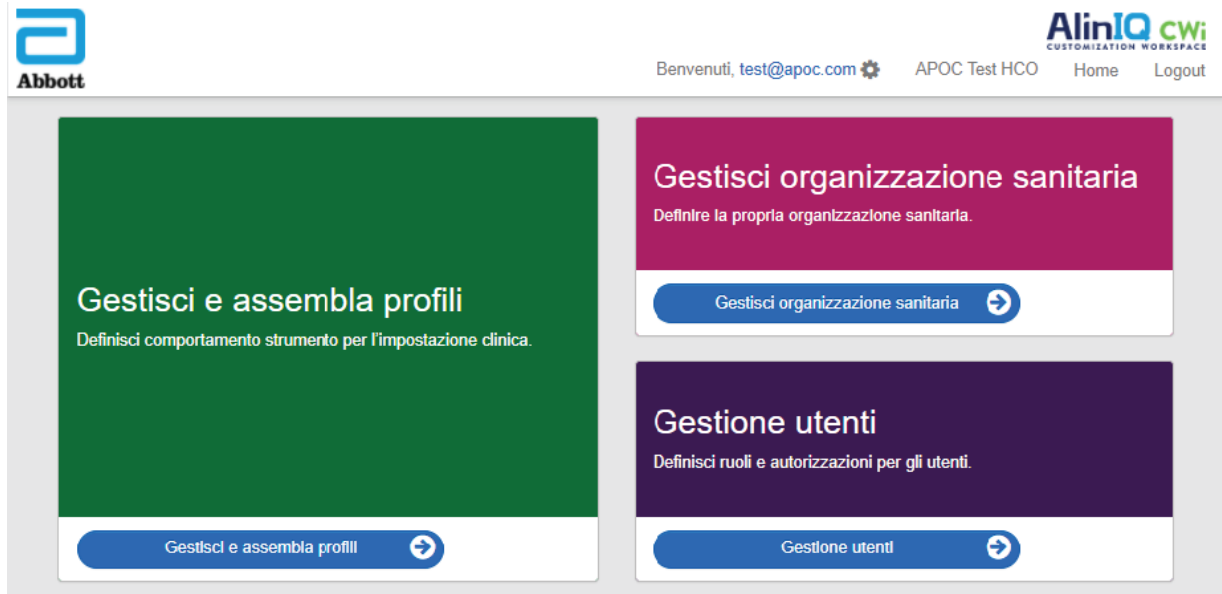 Abbott
AlinIQ CWi
CUSTOMIZATION WORKSPACE
Benvenuti, test@apoc.com APOC Test HCO Home Logout
Gestisci e assembla profili
Definisci comportamento strumento per l'impostazione clinica.
Gestisci e assembla profili
Gestisci organizzazione sanitaria
Definire la propria organizzazione sanitaria.
Gestisci organizzazione sanitaria
Gestione utenti
Definisci ruoli e autorizzazioni per gli utenti.
Gestione utenti